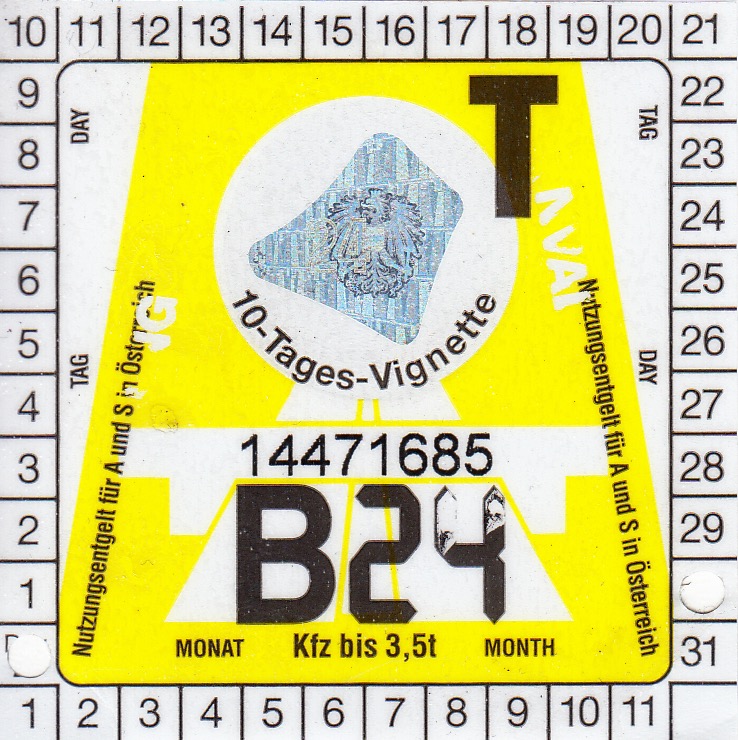 10 11 12 13 14 15 16 17 18 19 20 21
9
8
7
6
5
4
3
2
1
22
23
24
25
26
27
28
29
31
1 2 3 4 5 6 7 8 9 10 11
DAY
TAG
TAG
DAY
T
10-Tages-Vignette
Nutzungsentgelt für A und S in Österreich
Nutzungsentgelt für A und S in Österreich
14471685
B24
MONAT Kfz bis 3,5t MONTH